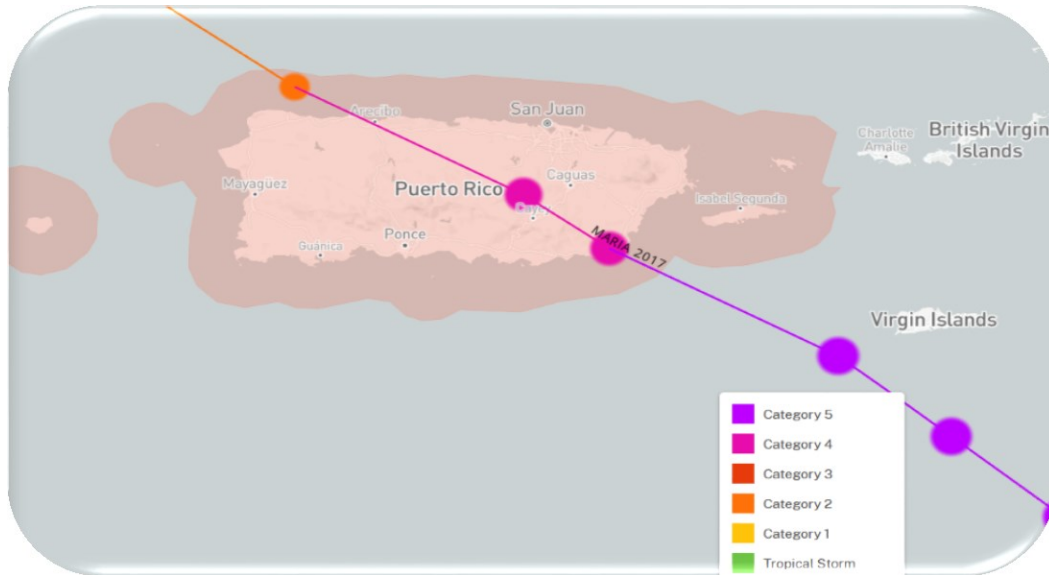 Arecibo
San Juan
Charlotte
Amalie
British Virgin
Islands
Mayagüez
Puerto Rico
Caguas
Cayey
Isabel Segunda
Guánica
Ponce
MARIA 2017
Virgin Islands
Category 5
Category 4
Category 3
Category 2
Category 1
Tropical Storm